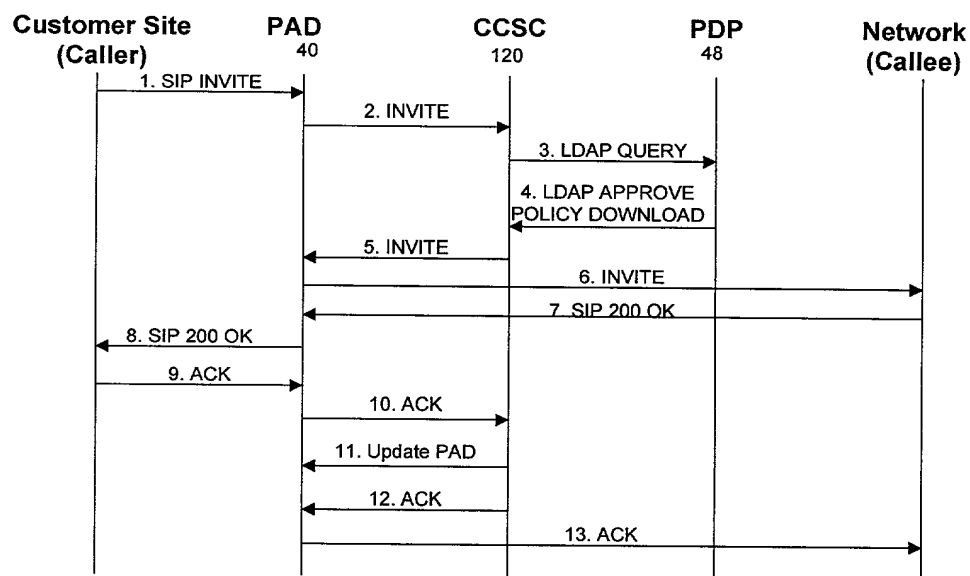 Customer Site
(Caller)
PAD
40
CCSC
120
PDP
48
Network
(Callee)
1. SIP INVITE
2. INVITE
3. LDAP QUERY
4. LDAP APPROVE
POLICY DOWNLOAD
5. INVITE
6. INVITE
7. SIP 200 OK
8. SIP 200 OK
9. ACK
10. ACK
11. Update PAD
12. ACK
13. ACK